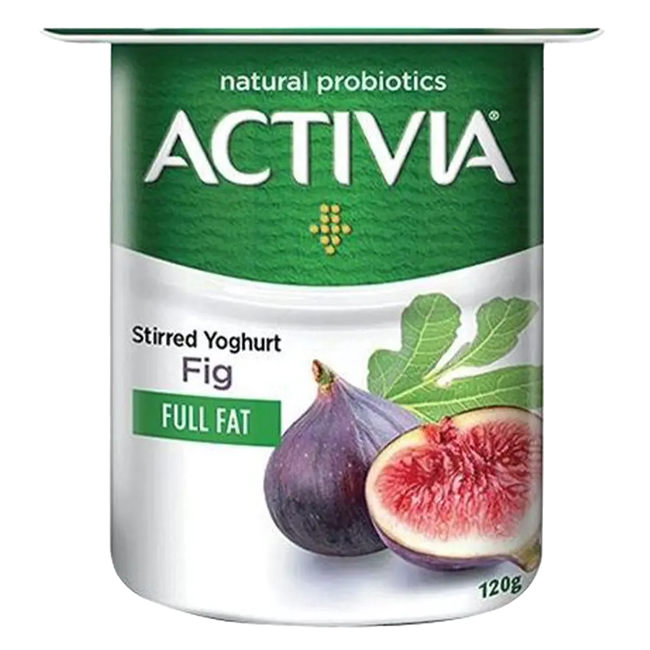 natural probiotics
ACTIVIA®
Stirred Yoghurt
Fig
FULL FAT
120g